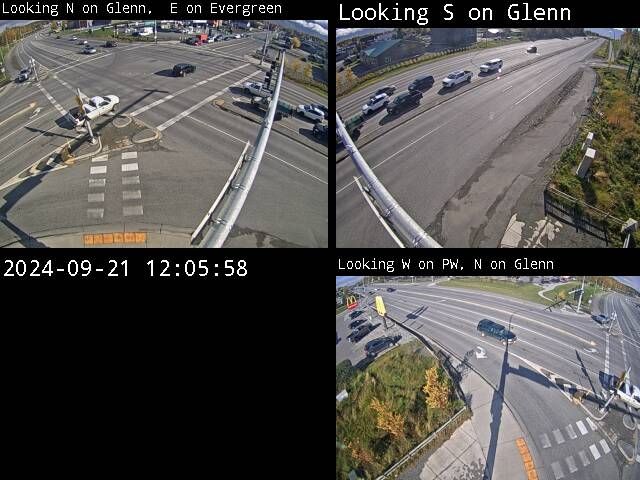 Looking N on Glenn,  E on Evergreen
Looking S on Glenn
2024-09-21 12:05:58
Looking W on PW, N on Glenn